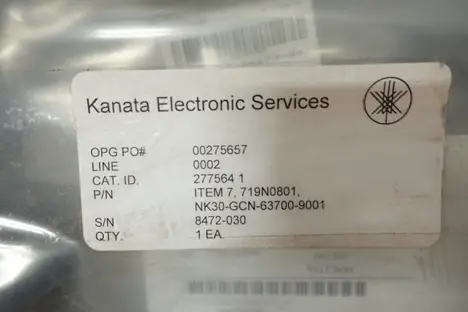 Kanata Electronic Services
OPG PO# 00275657
LINE 0002
CAT. ID. 277564 1
P/N ITEM 7, 719N0801,
NK30-GCN-63700-9001
S/N 8472-030
QTY. 1 EA